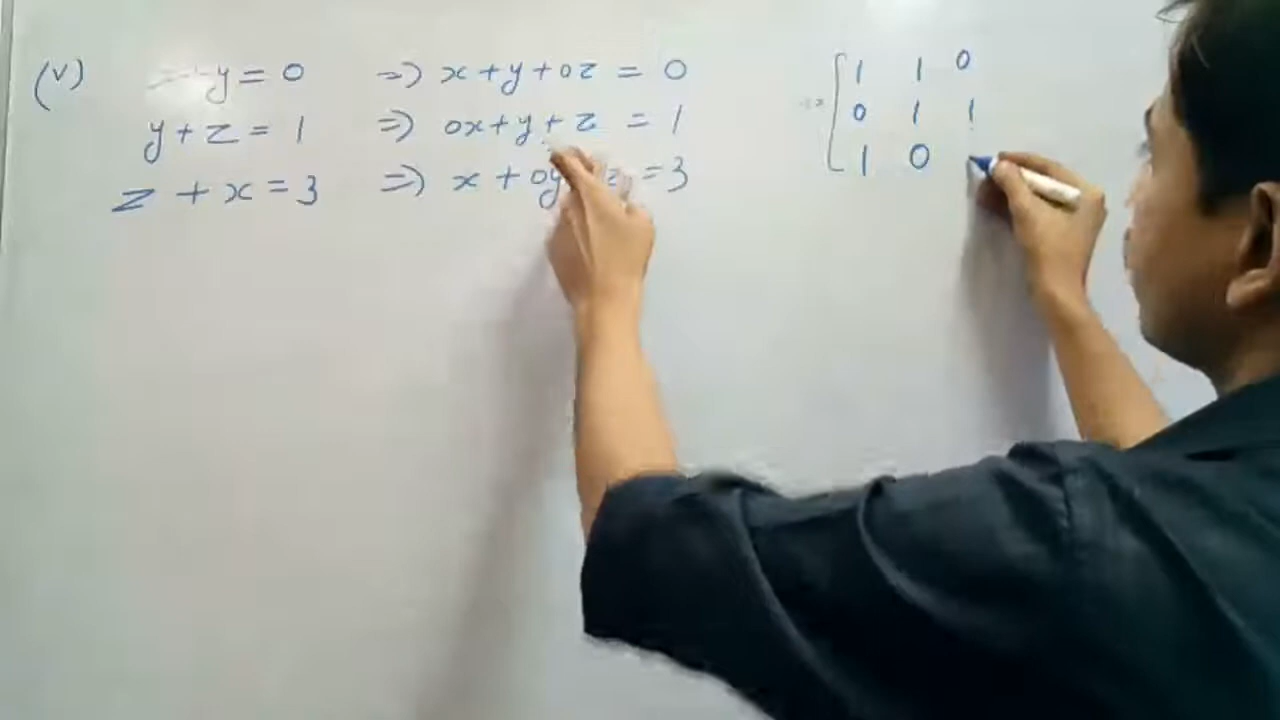 (v) y = 0 => x + y + 0z = 0
y + z = 1 => 0x + y + z = 1
z + x = 3 => x + 0y z = 3
[ 1 1 0
0 1 1
1 0